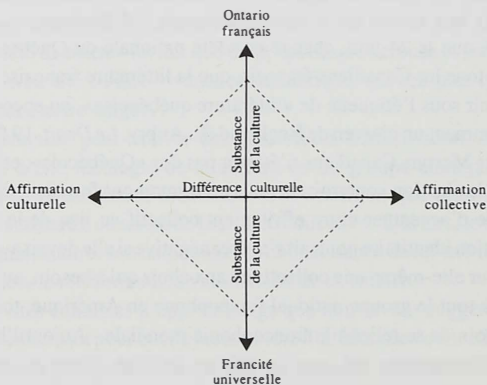 Ontario
français
Substance
de la culture
Affirmation
culturelle
Différence culturelle
Affirmation
collective
Substance
de la culture
Francité
universelle